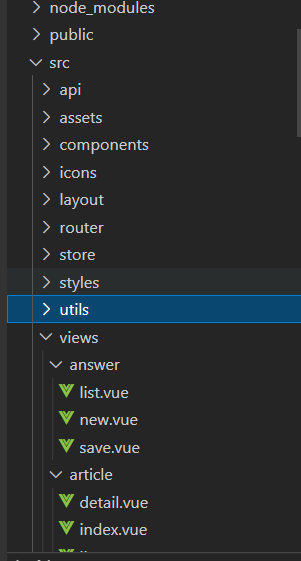 node_modules
public
src
api
assets
components
icons
layout
router
store
styles
utils
views
answer
list.vue
new.vue
save.vue
article
detail.vue
index.vue